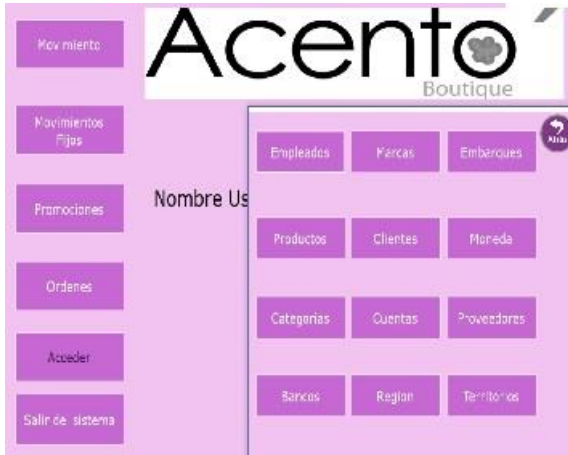 Acento´
Boutique
Movimiento
Movimientos
Fijos
Promociones
Ordenes
Acceder
Salir de sistema
Nombre Us
Atrás
Empleados Marcas Embarques
Productos Clientes Moneda
Categorias Cuentas Proveedores
Bancos Region Territorios